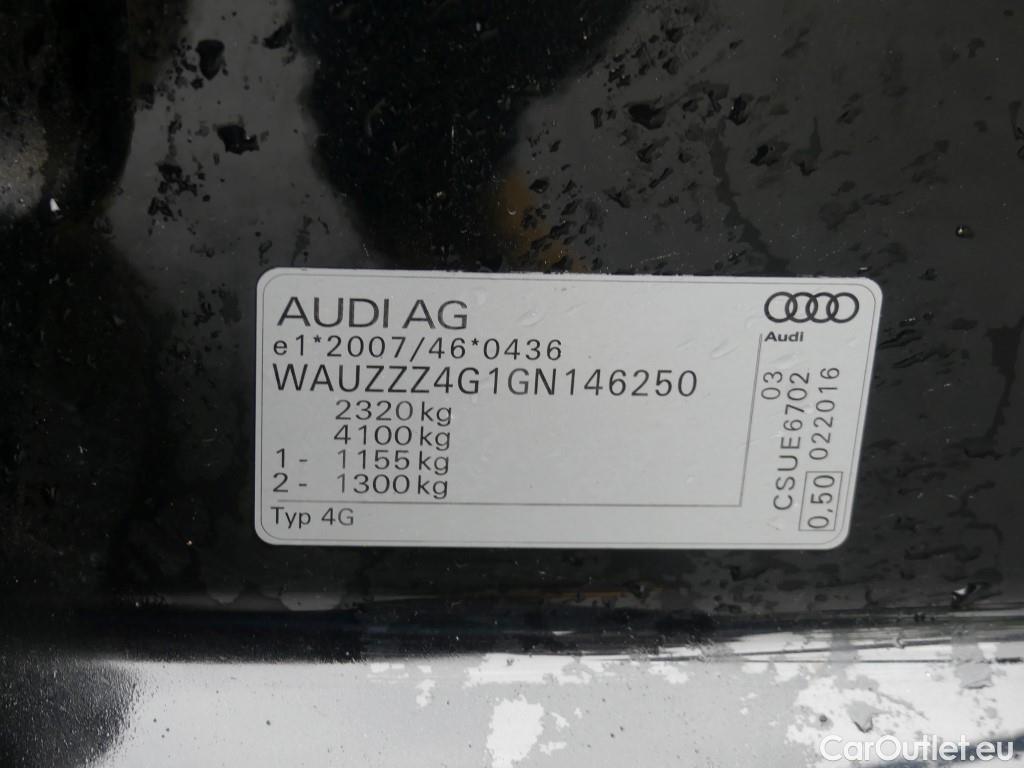 AUDI AG
e1*2007/46*0436
WAUZZZ4G1GN146250
2320 kg
4100 kg
1 - 1155 kg
2 - 1300 kg
Typ 4G
Audi
CSUE6702 03
0,50 022016
CarOutlet.eu